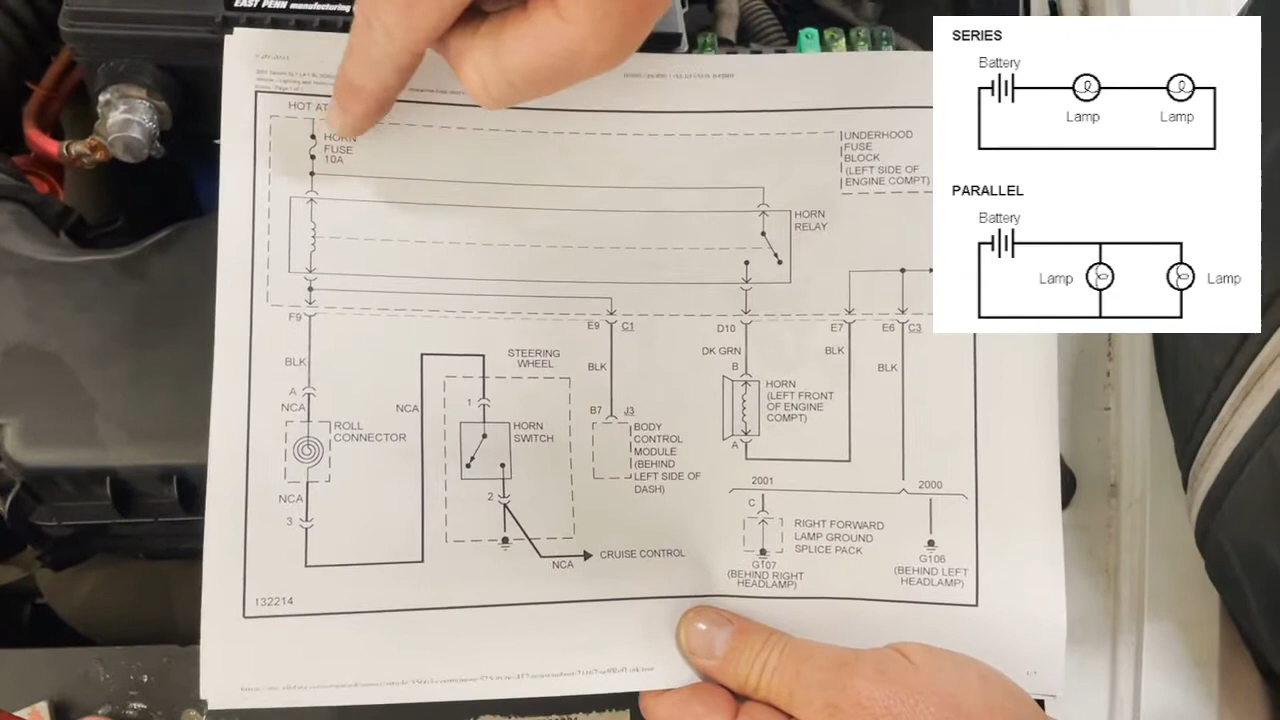 EAST PENN manufacturing
HOT AT
HORN
FUSE
10A
UNDERHOOD
FUSE
BLOCK
(LEFT SIDE OF
ENGINE COMPT)
HORN
RELAY
F9
E9
C1
D10
E7
E6
C3
BLK
BLK
DK GRN
BLK
BLK
A
NCA
NCA
ROLL
CONNECTOR
NCA
3
STEERING
WHEEL
1
HORN
SWITCH
2
CRUISE CONTROL
NCA
B7
J3
BODY
CONTROL
MODULE
(BEHIND
LEFT SIDE OF
DASH)
B
HORN
(LEFT FRONT
OF ENGINE
COMPT)
A
2001
2000
C
RIGHT FORWARD
LAMP GROUND
SPLICE PACK
G107
(BEHIND RIGHT
HEADLAMP)
G106
(BEHIND LEFT
HEADLAMP)
132214
SERIES
Battery
Lamp
Lamp
PARALLEL
Battery
Lamp
Lamp